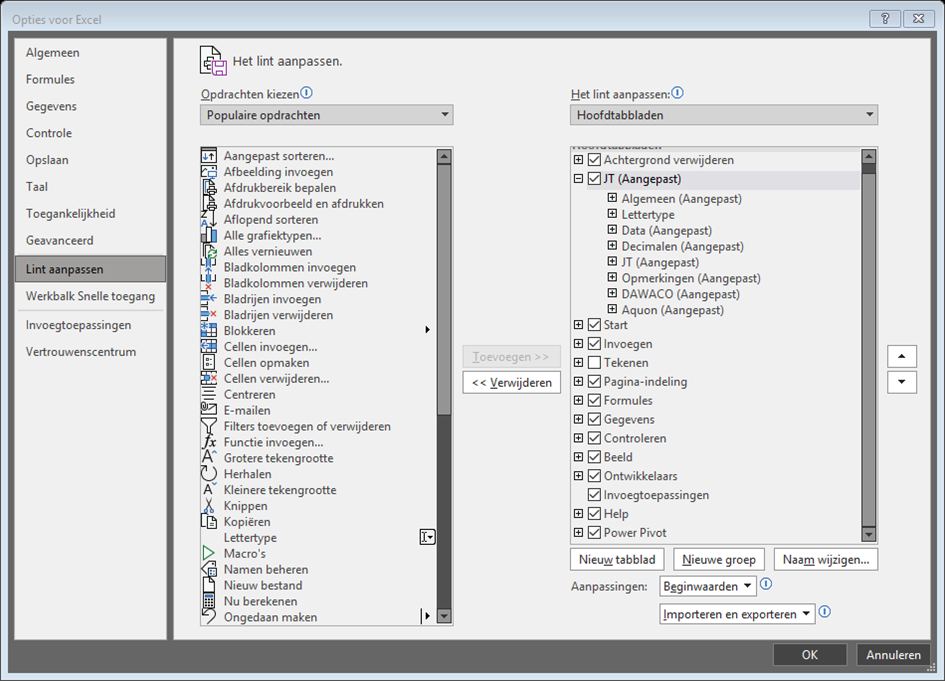 Opties voor Excel
Algemeen
Formules
Gegevens
Controle
Opslaan
Taal
Toegankelijkheid
Geavanceerd
Lint aanpassen
Werkbalk Snelle toegang
Invoegtoepassingen
Vertrouwenscentrum
Het lint aanpassen.
Opdrachten kiezen
Populaire opdrachten
Aangepast sorteren...
Afbeelding invoegen
Afdrukbereik bepalen
Afdrukvoorbeeld en afdrukken
Aflopend sorteren
Alle grafiektypen...
Alles vernieuwen
Bladkolommen invoegen
Bladkolommen verwijderen
Bladrijen invoegen
Bladrijen verwijderen
Blokkeren
Cellen invoegen...
Cellen opmaken
Cellen verwijderen...
Centreren
E-mailen
Filters toevoegen of verwijderen
Functie invoegen...
Grotere tekengrootte
Herhalen
Kleinere tekengrootte
Knippen
Kopiëren
Lettertype
Macro's
Namen beheren
Nieuw bestand
Nu berekenen
Ongedaan maken
Toevoegen >>
<< Verwijderen
Het lint aanpassen:
Hoofdtabbladen
Hoofdtabbladen
Achtergrond verwijderen
JT (Aangepast)
Algemeen (Aangepast)
Lettertype
Data (Aangepast)
Decimalen (Aangepast)
JT (Aangepast)
Opmerkingen (Aangepast)
DAWACO (Aangepast)
Aquon (Aangepast)
Start
Invoegen
Tekenen
Pagina-indeling
Formules
Gegevens
Controleren
Beeld
Ontwikkelaars
Invoegtoepassingen
Help
Power Pivot
Nieuw tabblad Nieuwe groep Naam wijzigen...
Aanpassingen: Beginwaarden
Importeren en exporteren
OK Annuleren